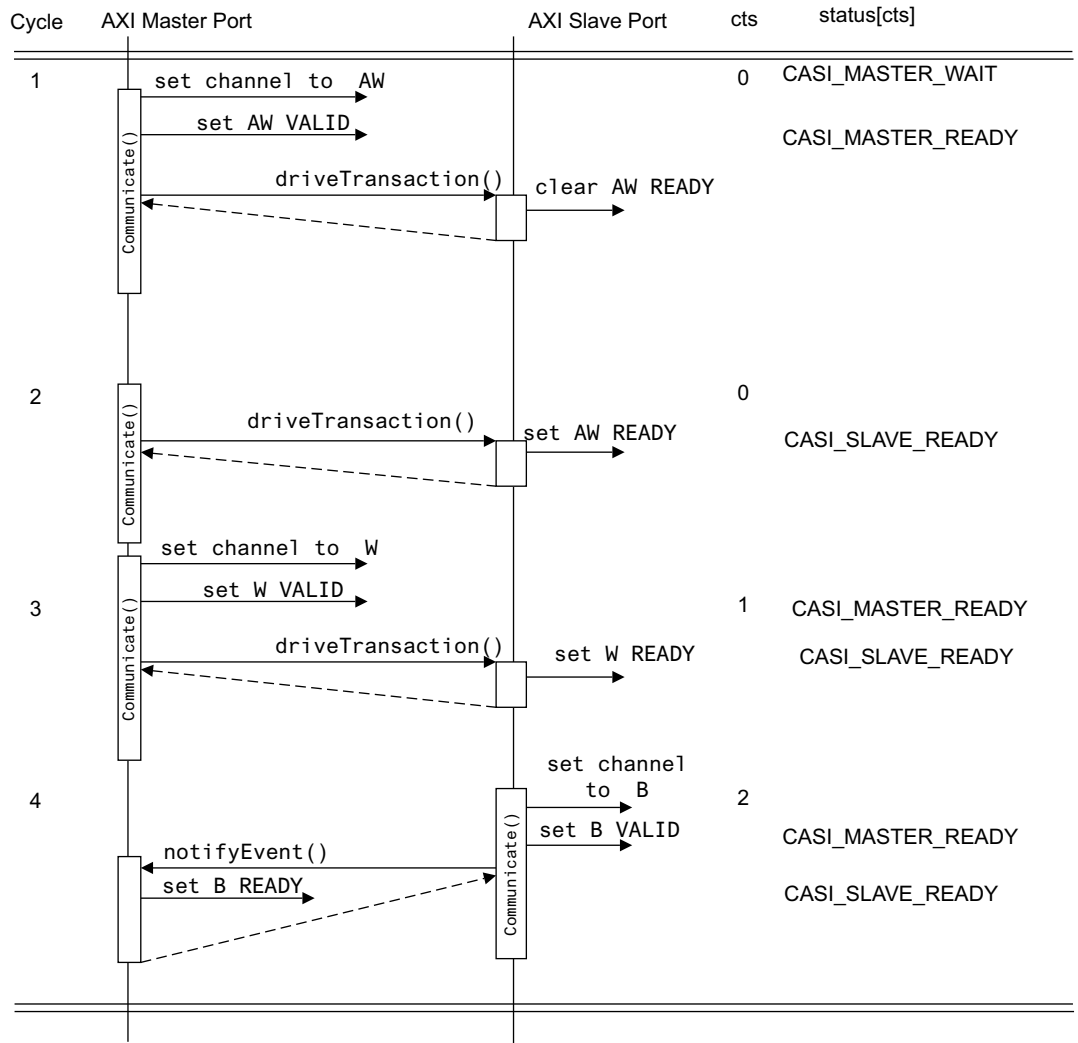 Cycle AXI Master Port AXI Slave Port cts status[cts]
1 set channel to AW 0 CASI_MASTER_WAIT
set AW VALID CASI_MASTER_READY
Communicate()
driveTransaction() clear AW READY
2 0
Communicate()
driveTransaction() set AW READY CASI_SLAVE_READY
set channel to W
set W VALID
3 1 CASI_MASTER_READY
Communicate()
driveTransaction() set W READY CASI_SLAVE_READY
set channel
4 to B 2
Communicate()
set B VALID CASI_MASTER_READY
notifyEvent()
set B READY CASI_SLAVE_READY